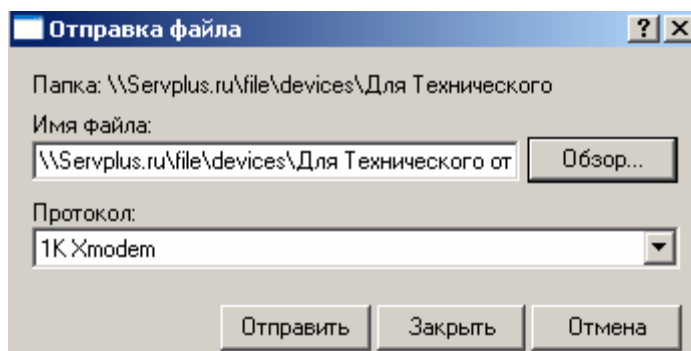 Отправка файла
Папка: \\Servplus.ru\file\devices\Для Технического
Имя файла:
\\Servplus.ru\file\devices\Для Технического от
Обзор...
Протокол:
1K Xmodem
Отправить Закрыть Отмена